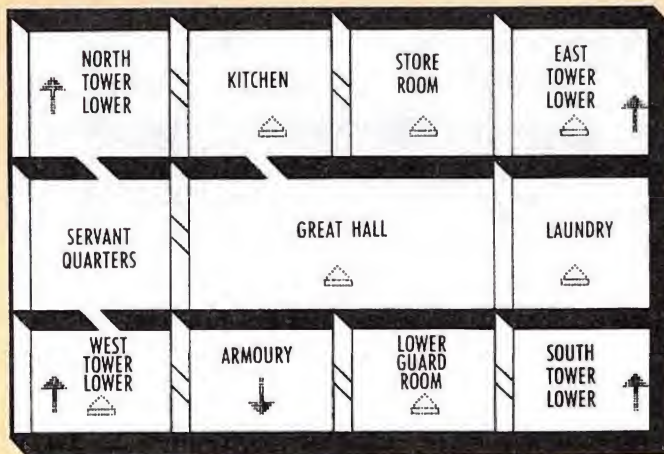 NORTH
TOWER
LOWER
KITCHEN
STORE
ROOM
EAST
TOWER
LOWER
SERVANT
QUARTERS
GREAT HALL
LAUNDRY
WEST
TOWER
LOWER
ARMOURY
LOWER
GUARD
ROOM
SOUTH
TOWER
LOWER